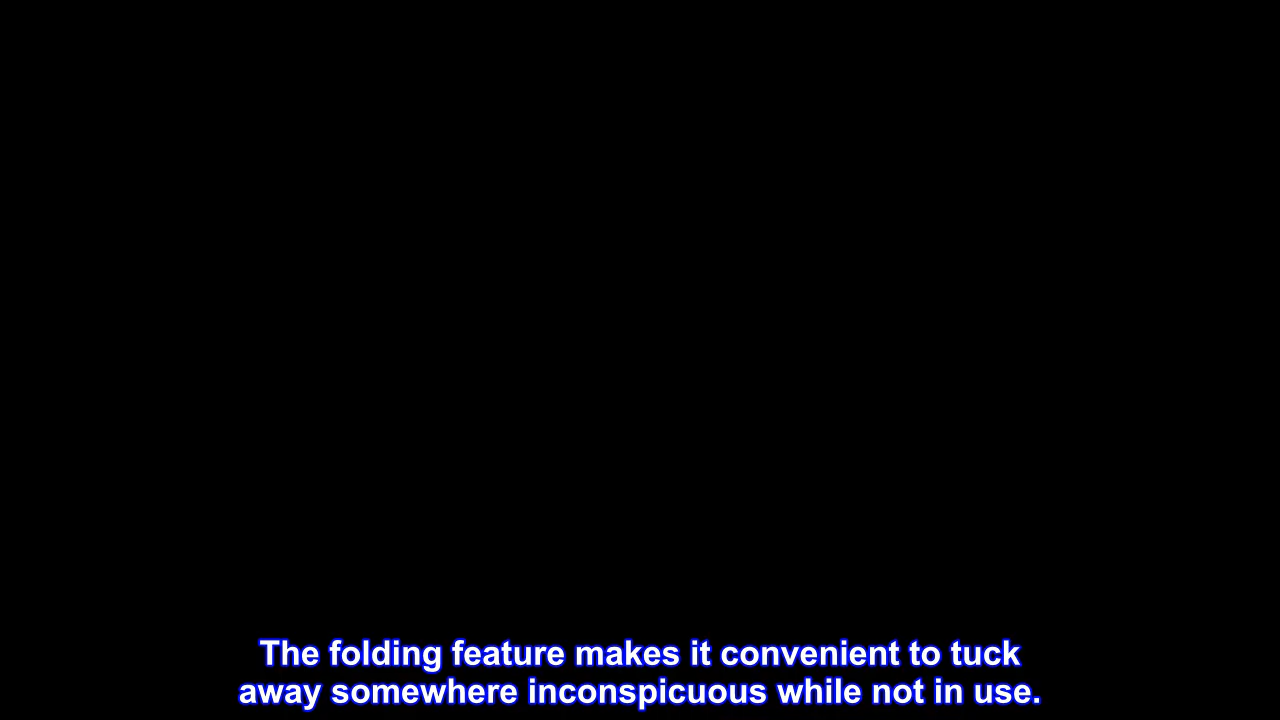 The folding feature makes it convenient to tuck
away somewhere inconspicuous while not in use.